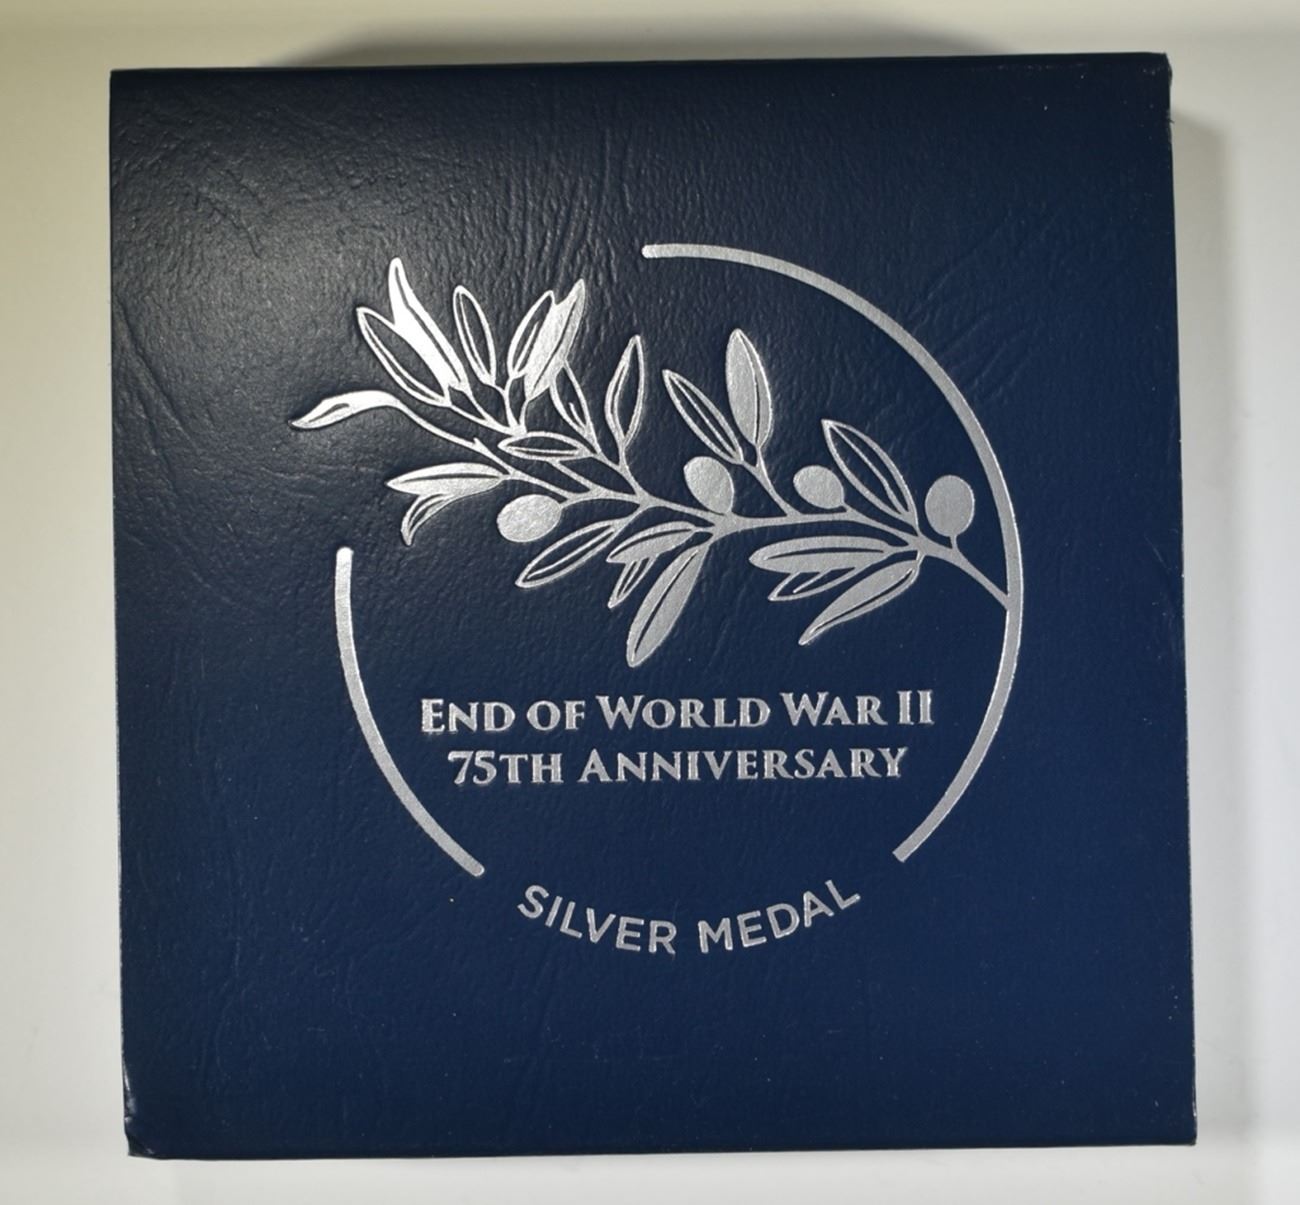 END OF WORLD WAR II
75TH ANNIVERSARY
SILVER MEDAL